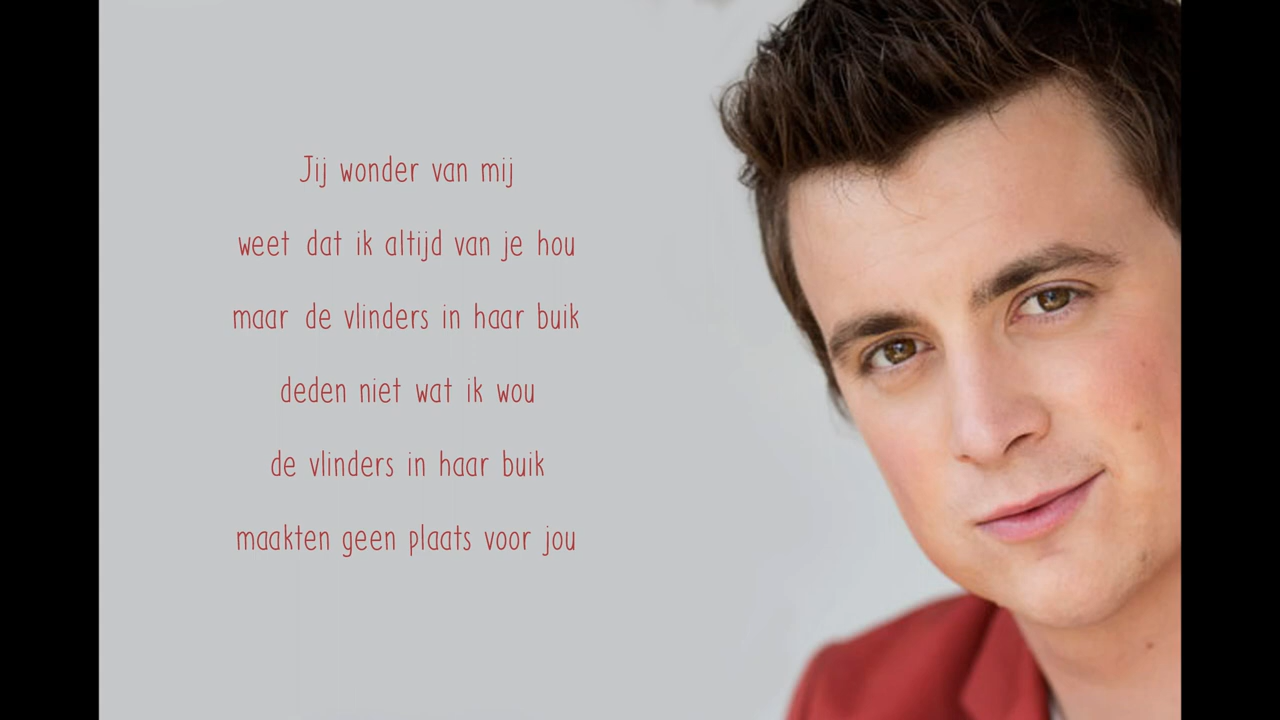 Jij wonder van mij
weet dat ik altijd van je hou
maar de vlinders in haar buik
deden niet wat ik wou
de vlinders in haar buik
maakten geen plaats voor jou